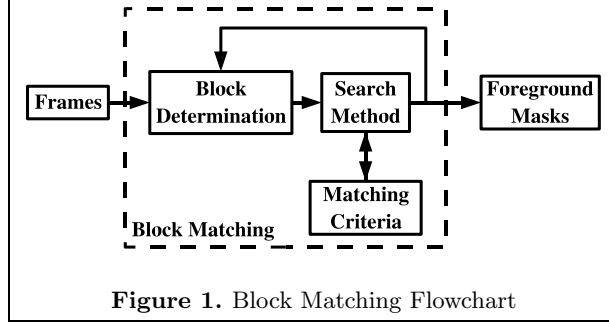 Frames
Block
Determination
Search
Method
Foreground
Masks
Matching
Criteria
Block Matching
Figure 1. Block Matching Flowchart